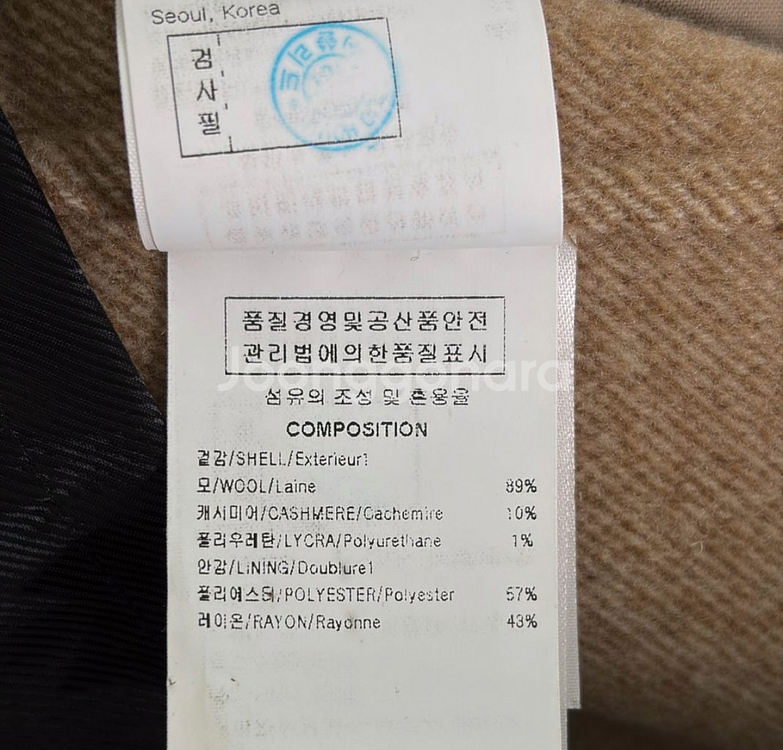 Seoul, Korea
검
사
필
품질경영및공산품안전
관리법에의한품질표시
Joonggonara
섬유의 조성 및 혼용율
COMPOSITION
겉감/SHELL/Exterieur1
모/WOOL/Laine 89%
캐시미어/CASHMERE/Cachemire 10%
폴리우레탄/LYCRA/Polyurethane 1%
안감/LINING/Doublure1
폴리에스터/POLYESTER/Polyester 57%
레이온/RAYON/Rayonne 43%